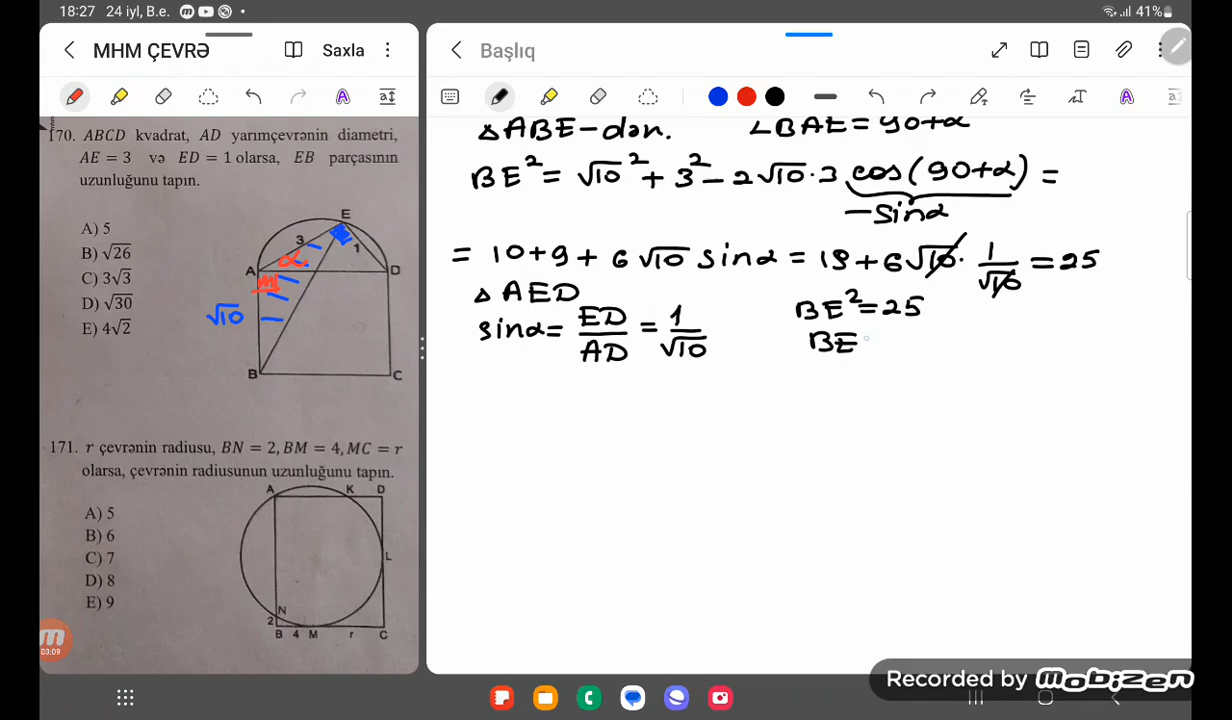 18:27 24 iyl, B.e. 41%
MHM ÇEVRƏ Saxla
Başlıq
170. ABCD kvadrat, AD yarımçevrənin diametri,
AE = 3 və ED = 1 olarsa, EB parçasının
uzunluğunu tapın.
A) 5
B) √26
C) 3√3
D) √30
E) 4√2
E
3
1
α
A
D
√10
B
C
171. r çevrənin radiusu, BN = 2, BM = 4, MC = r
olarsa, çevrənin radiusunun uzunluğunu tapın.
A) 5
B) 6
C) 7
D) 8
E) 9
A K D
L
N
2
B 4 M r C
03:09
△ABE-dən. ∠BAE = 90+α
BE² = √10² + 3² - 2√10·3 cos(90+α) =
-sinα
= 10+9+6√10 sinα = 19+6√10· 1/√10 = 25
△AED
sinα = ED/AD = 1/√10
BE² = 25
BE
Recorded by mobizen